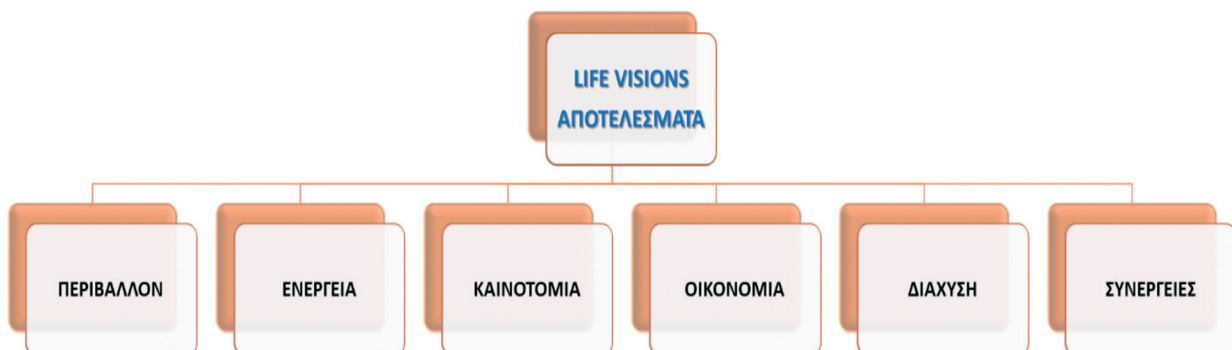 LIFE VISIONS
ΑΠΟΤΕΛΕΣΜΑΤΑ
ΠΕΡΙΒΑΛΛΟΝ
ΕΝΕΡΓΕΙΑ
ΚΑΙΝΟΤΟΜΙΑ
ΟΙΚΟΝΟΜΙΑ
ΔΙΑΧΥΣΗ
ΣΥΝΕΡΓΕΙΕΣ